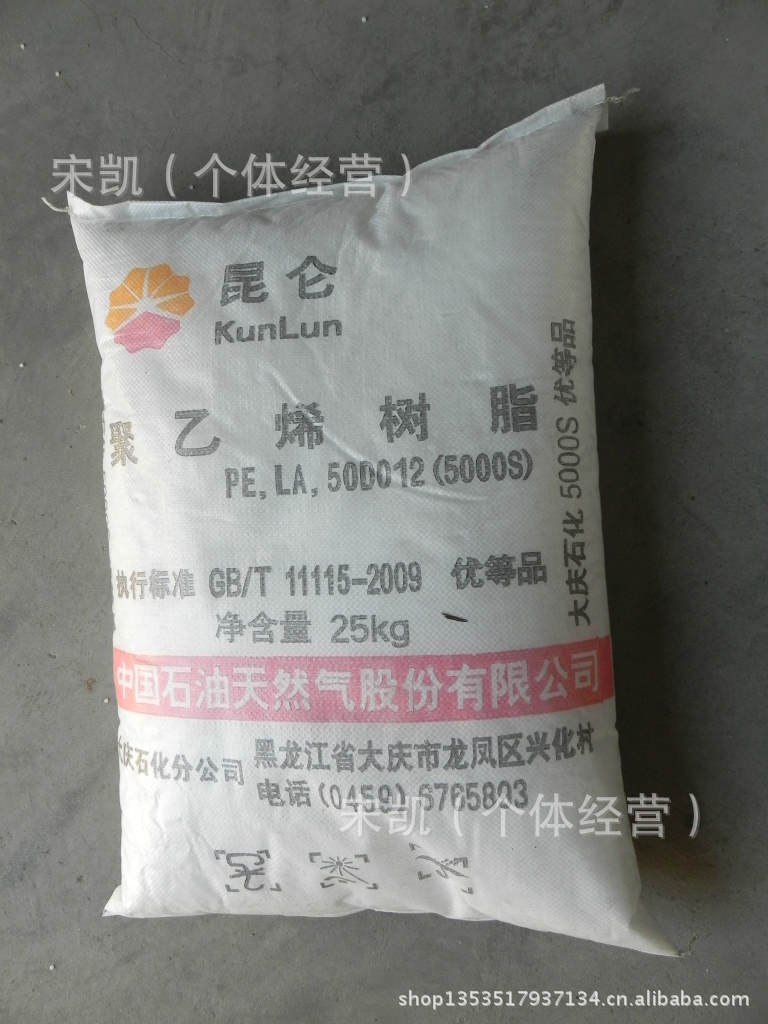 宋凯（个体经营）
昆仑
KunLun
聚乙烯树脂
PE,LA,50D012(5000S)
大庆石化 5000S 优等品
执行标准 GB/T 11115-2009 优等品
净含量 25kg
中国石油天然气股份有限公司
大庆石化分公司
黑龙江省大庆市龙凤区兴化村
电话(0459) 6765803
宋凯（个体经营）
shop1353517937134.cn.alibaba.com